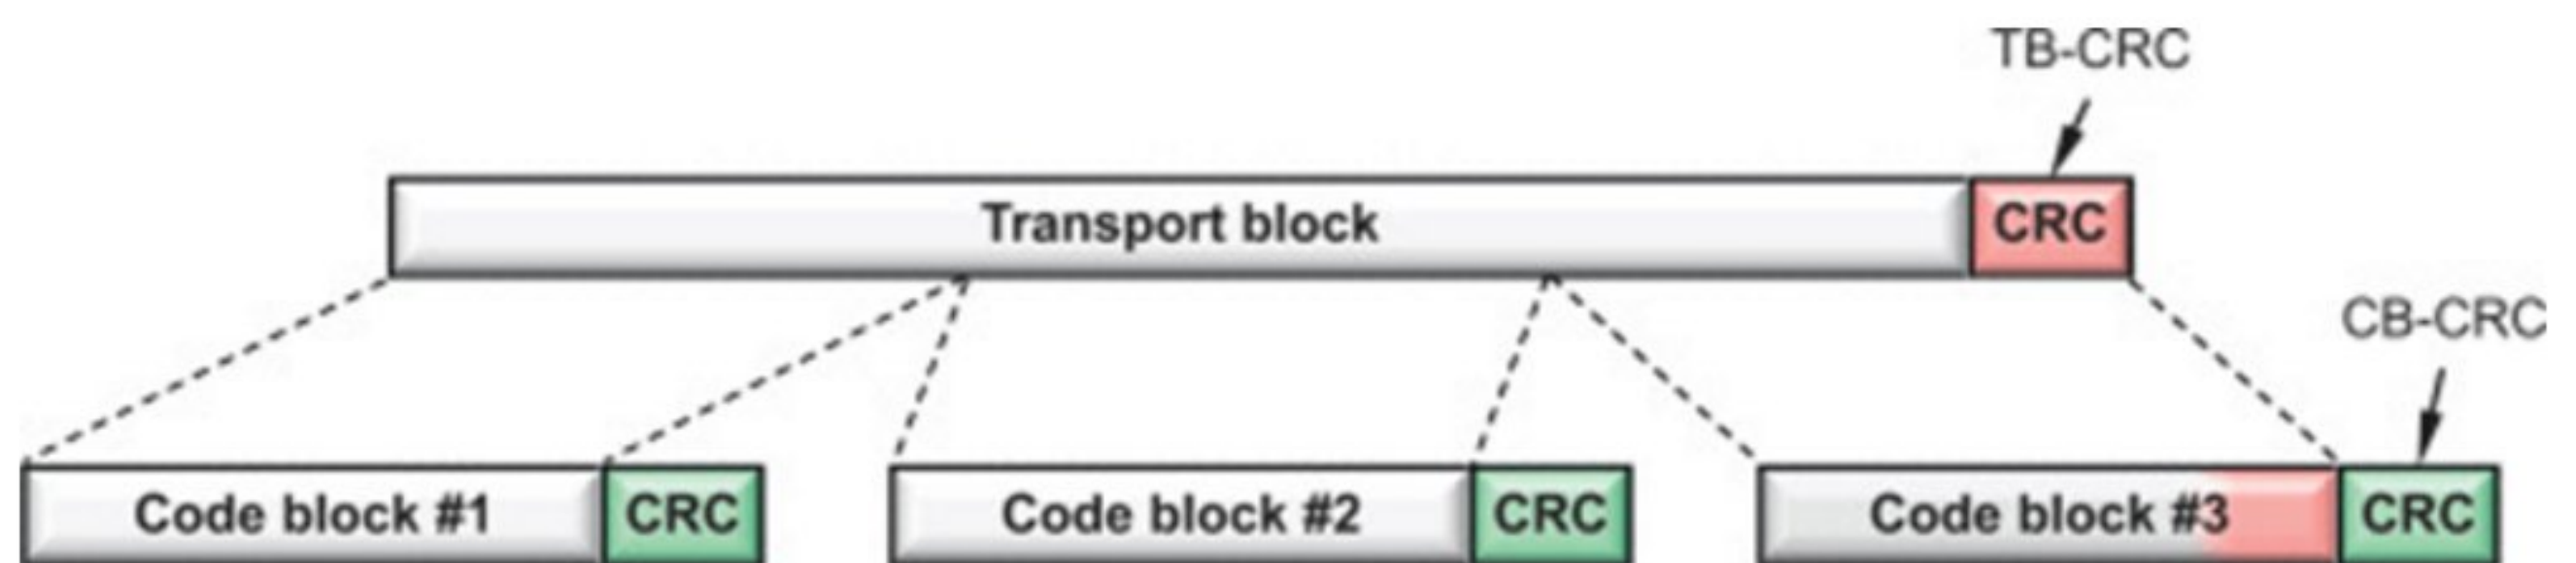 TB-CRC
Transport block CRC
CB-CRC
Code block #1 CRC Code block #2 CRC Code block #3 CRC